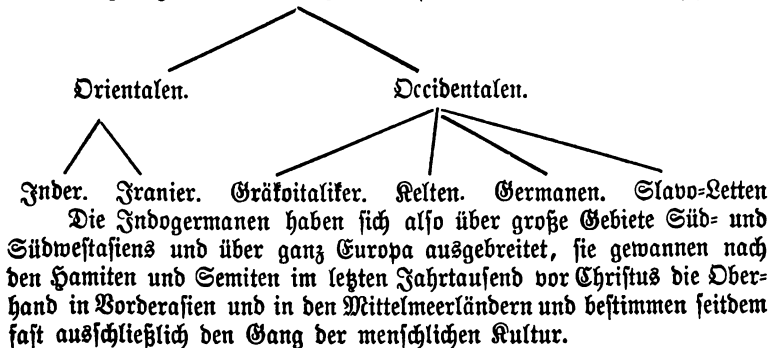 Orientalen. Occidentalen.
Inder. Iranier. Gräkoitaliker. Kelten. Germanen. Slavo-Letten
Die Indogermanen haben sich also über große Gebiete Süd- und
Südwestasiens und über ganz Europa ausgebreitet, sie gewannen nach
den Hamiten und Semiten im letzten Jahrtausend vor Christus die Ober-
hand in Vorderasien und in den Mittelmeerländern und bestimmen seitdem
fast ausschließlich den Gang der menschlichen Kultur.